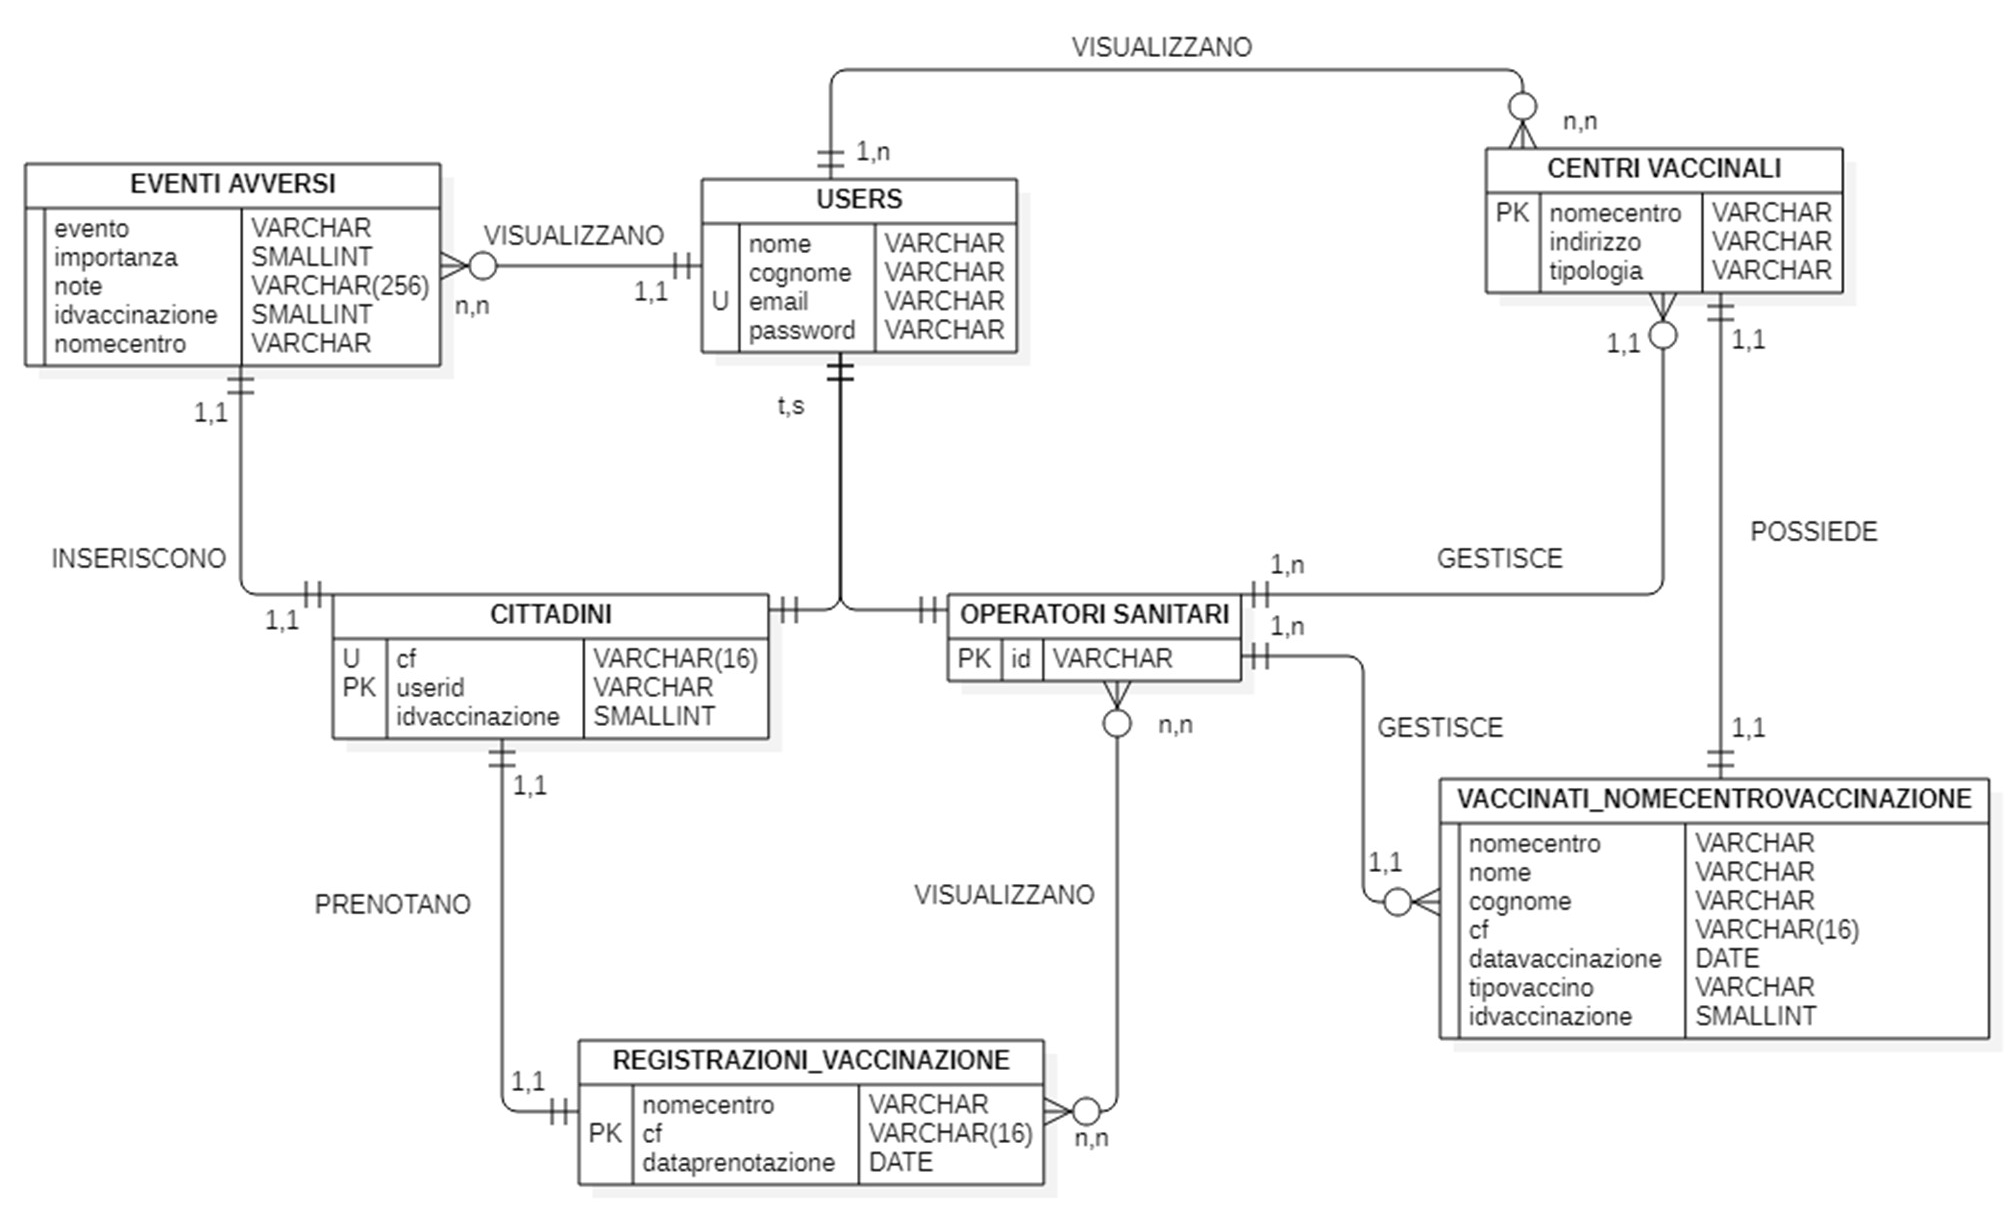 VISUALIZZANO
n,n
1,n
EVENTI AVVERSI
evento VARCHAR
importanza SMALLINT
note VARCHAR(256)
idvaccinazione SMALLINT
nomecentro VARCHAR
VISUALIZZANO
n,n
1,1
USERS
nome VARCHAR
cognome VARCHAR
U email VARCHAR
password VARCHAR
CENTRI VACCINALI
PK nomecentro VARCHAR
indirizzo VARCHAR
tipologia VARCHAR
1,1
1,1
1,1
t,s
INSERISCONO
1,1
GESTISCE
1,n
POSSIEDE
CITTADINI
U cf VARCHAR(16)
PK userid VARCHAR
idvaccinazione SMALLINT
OPERATORI SANITARI
PK id VARCHAR
1,n
n,n
GESTISCE
1,1
1,1
1,1
VACCINATI_NOMECENTROVACCINAZIONE
nomecentro VARCHAR
nome VARCHAR
cognome VARCHAR
cf VARCHAR(16)
datavaccinazione DATE
tipovaccino VARCHAR
idvaccinazione SMALLINT
PRENOTANO
VISUALIZZANO
1,1
REGISTRAZIONI_VACCINAZIONE
nomecentro VARCHAR
PK cf VARCHAR(16)
dataprenotazione DATE
n,n